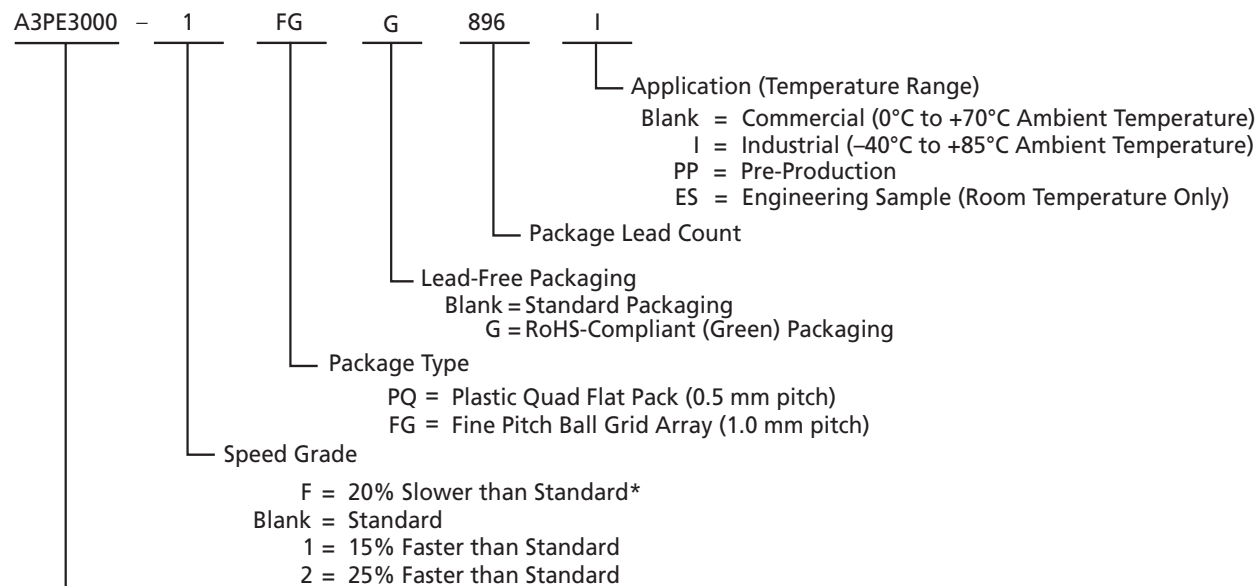 A3PE3000 – 1 FG G 896 I
Application (Temperature Range)
Blank = Commercial (0°C to +70°C Ambient Temperature)
I = Industrial (–40°C to +85°C Ambient Temperature)
PP = Pre-Production
ES = Engineering Sample (Room Temperature Only)
Package Lead Count
Lead-Free Packaging
Blank = Standard Packaging
G = RoHS-Compliant (Green) Packaging
Package Type
PQ = Plastic Quad Flat Pack (0.5 mm pitch)
FG = Fine Pitch Ball Grid Array (1.0 mm pitch)
Speed Grade
F = 20% Slower than Standard*
Blank = Standard
1 = 15% Faster than Standard
2 = 25% Faster than Standard